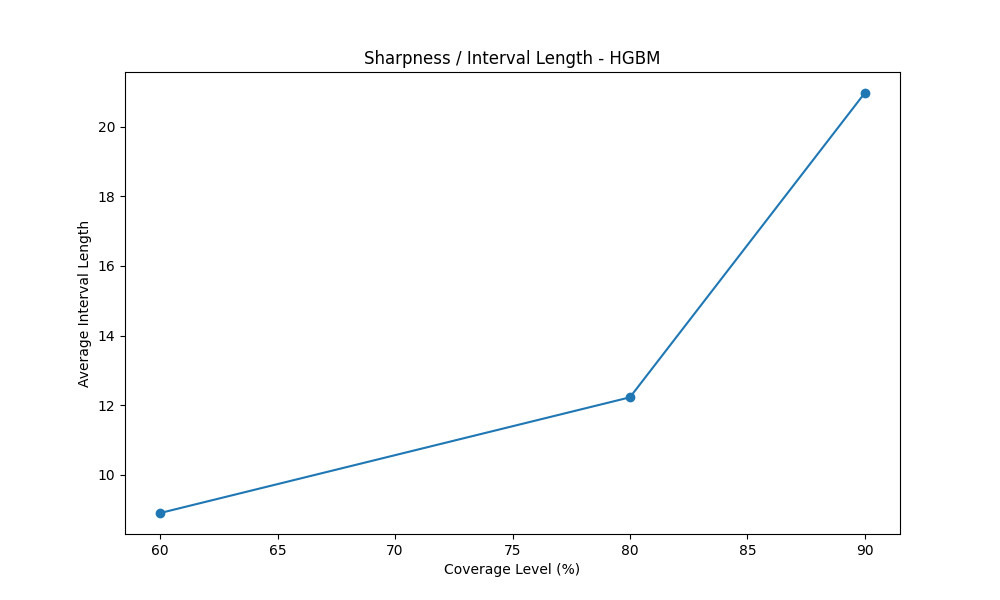 Sharpness / Interval Length - HGBM
20
18
16
14
12
10
Average Interval Length
60 65 70 75 80 85 90
Coverage Level (%)